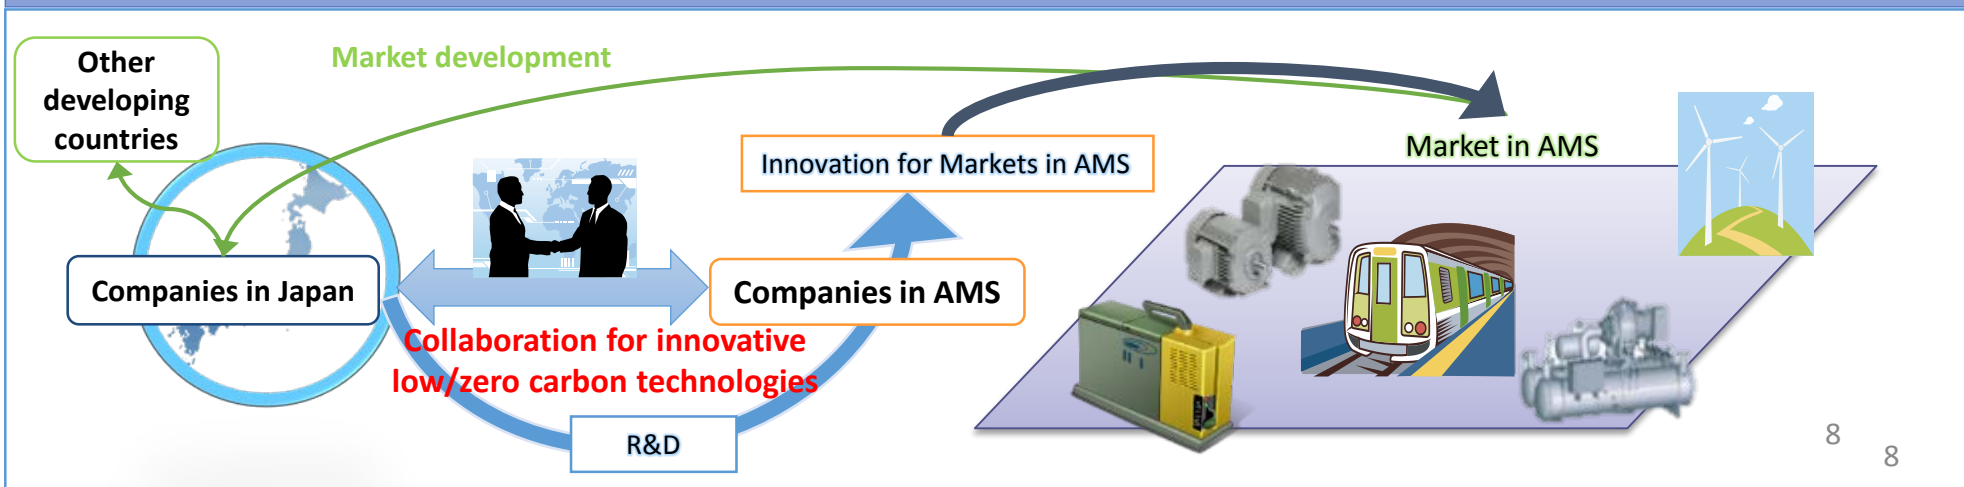 Other
developing
countries
Market development
Innovation for Markets in AMS
Market in AMS
Companies in Japan
Companies in AMS
Collaboration for innovative
low/zero carbon technologies
R&D
8
8